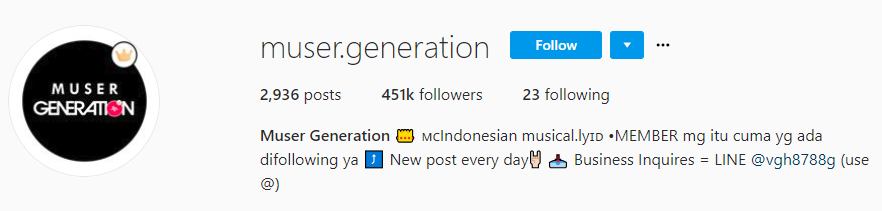 MUSER
GENERATION
muser.generation
Follow
2,936 posts 451k followers 23 following
Muser Generation 👑 ᴍᴄIndonesian musical.lyɪᴅ •MEMBER mg itu cuma yg ada
difollowing ya ⤴ New post every day🤘 Business Inquires = LINE @vgh8788g (use
@)